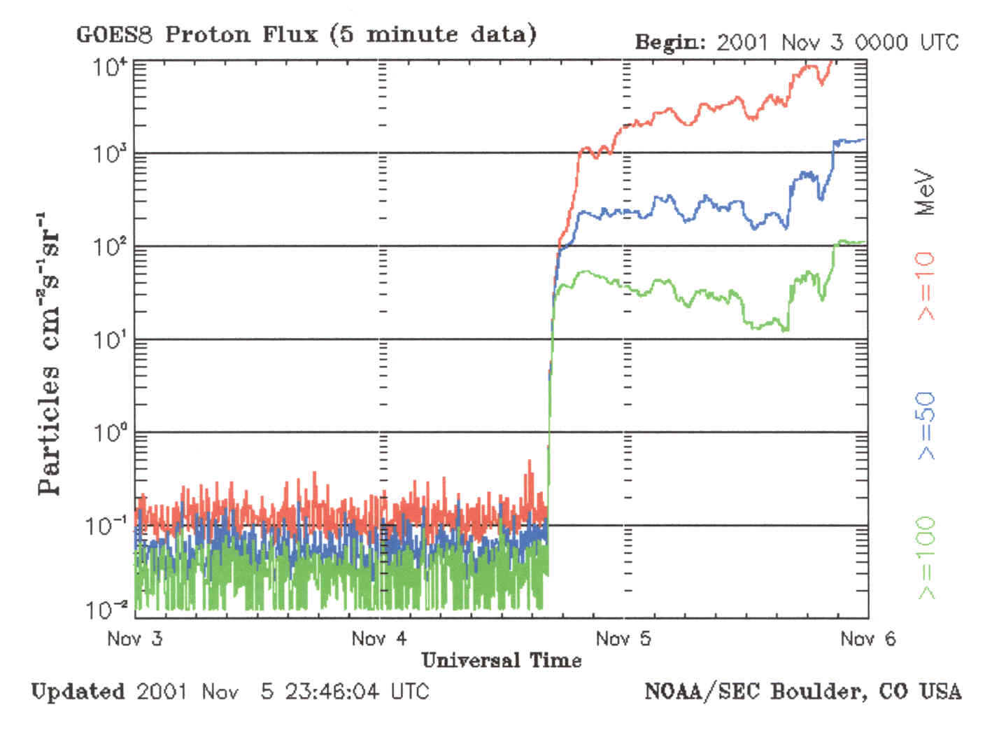 GOES8 Proton Flux (5 minute data)
Begin: 2001 Nov 3 0000 UTC
10⁴
10³
10²
10¹
10⁰
10⁻¹
10⁻²
Particles cm⁻²s⁻¹sr⁻¹
Nov 3
Nov 4
Nov 5
Nov 6
Universal Time
>=100 >=50 >=10 MeV
Updated 2001 Nov 5 23:46:04 UTC
NOAA/SEC Boulder, CO USA